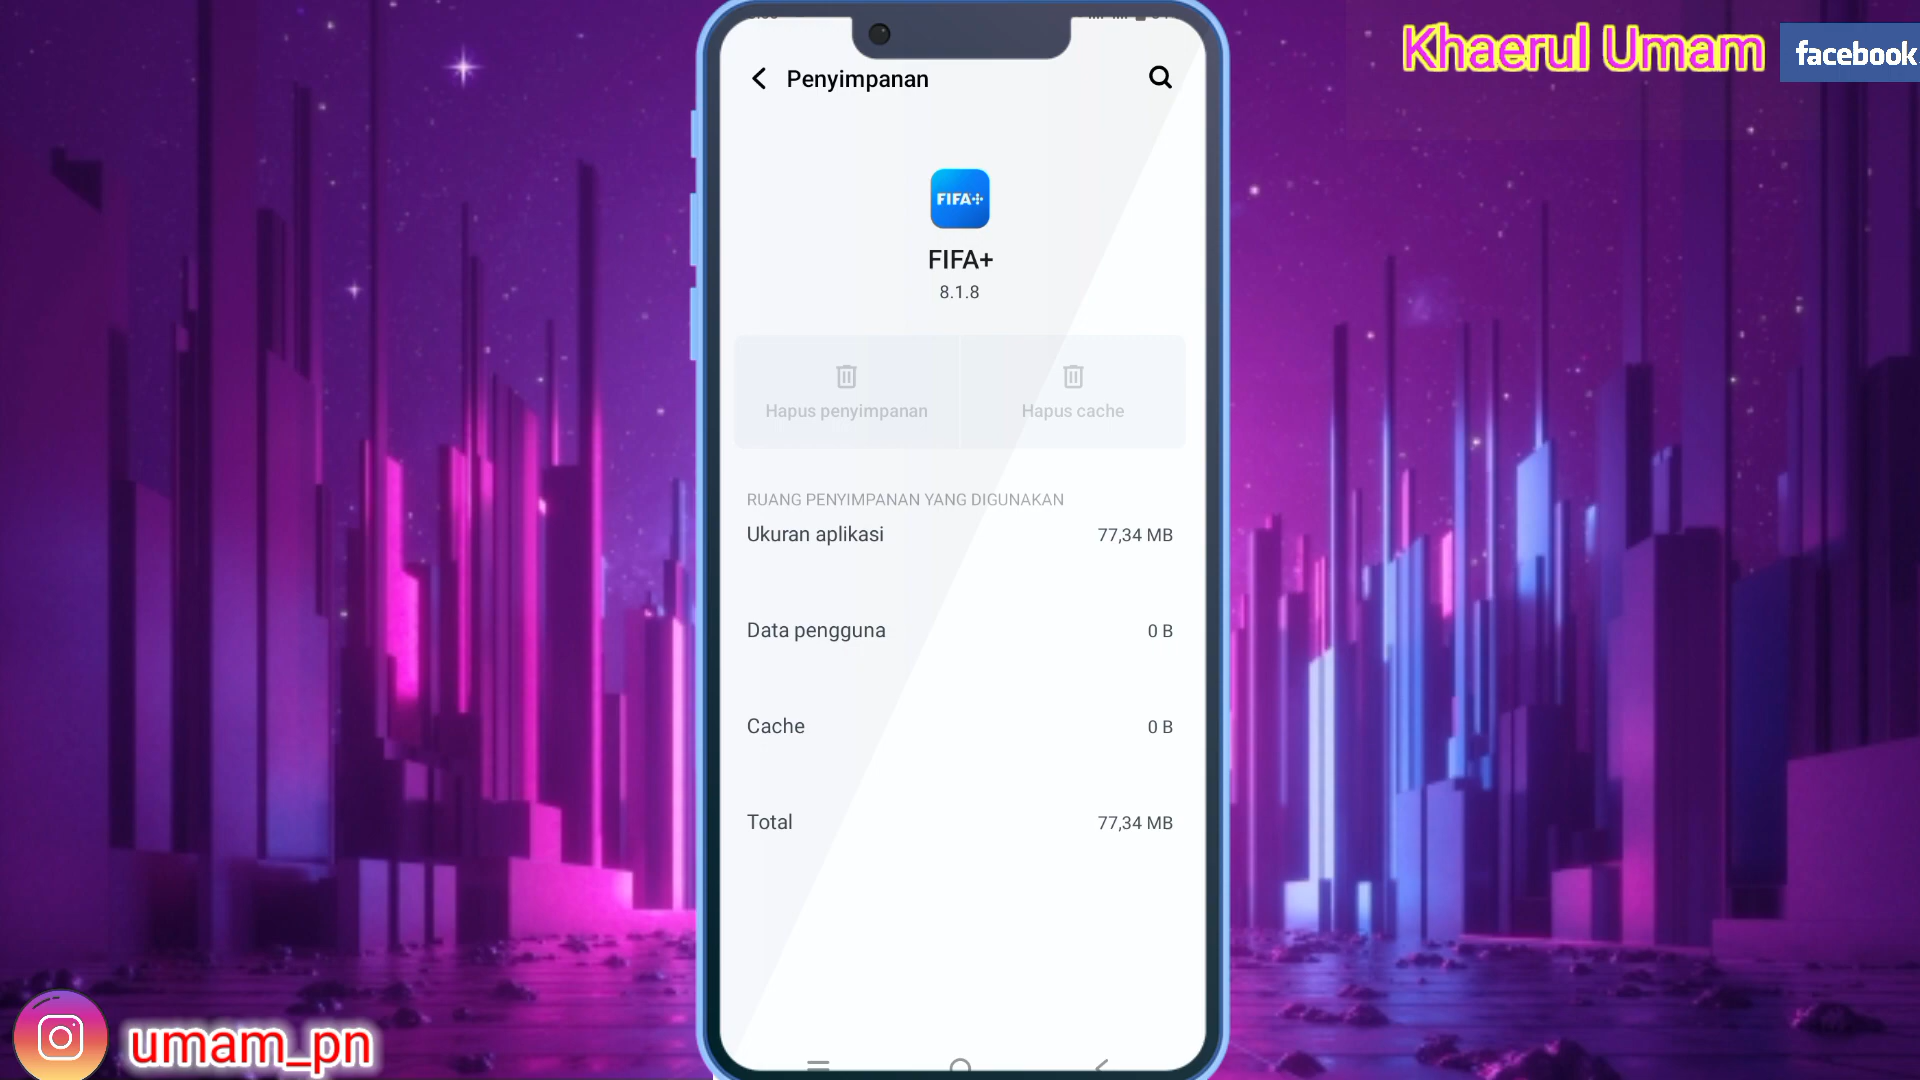 Khaerul Umam
facebook
Penyimpanan
FIFA+
FIFA+
8.1.8
Hapus penyimpanan
Hapus cache
RUANG PENYIMPANAN YANG DIGUNAKAN
Ukuran aplikasi 77,34 MB
Data pengguna 0 B
Cache 0 B
Total 77,34 MB
umam_pn